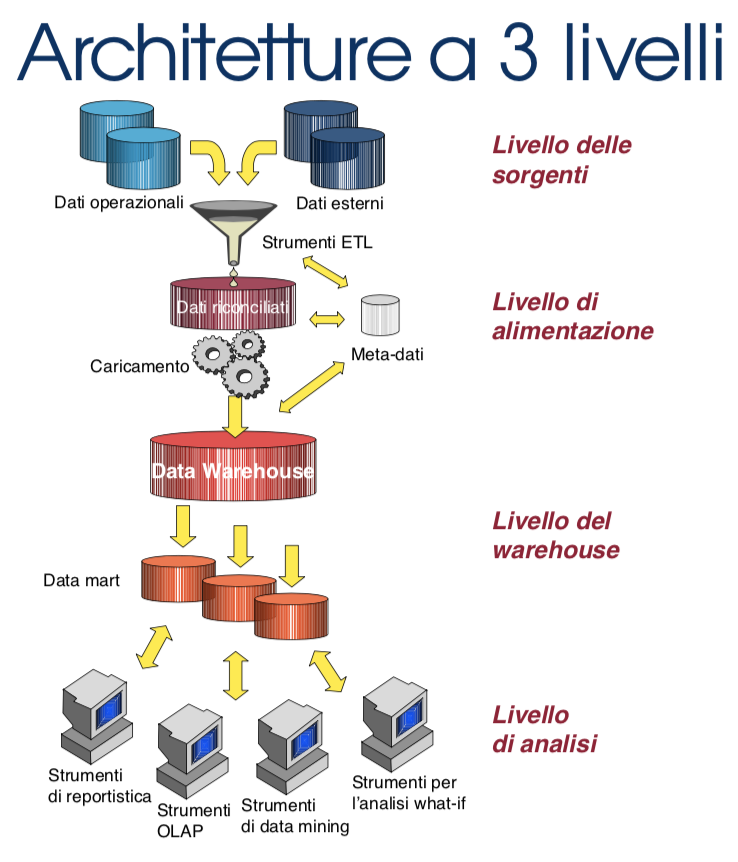 Architetture a 3 livelli
Livello delle
sorgenti
Dati operazionali
Dati esterni
Strumenti ETL
Dati riconciliati
Livello di
alimentazione
Meta-dati
Caricamento
Data Warehouse
Livello del
warehouse
Data mart
Livello
di analisi
Strumenti
di reportistica
Strumenti
OLAP
Strumenti
di data mining
Strumenti per
l'analisi what-if